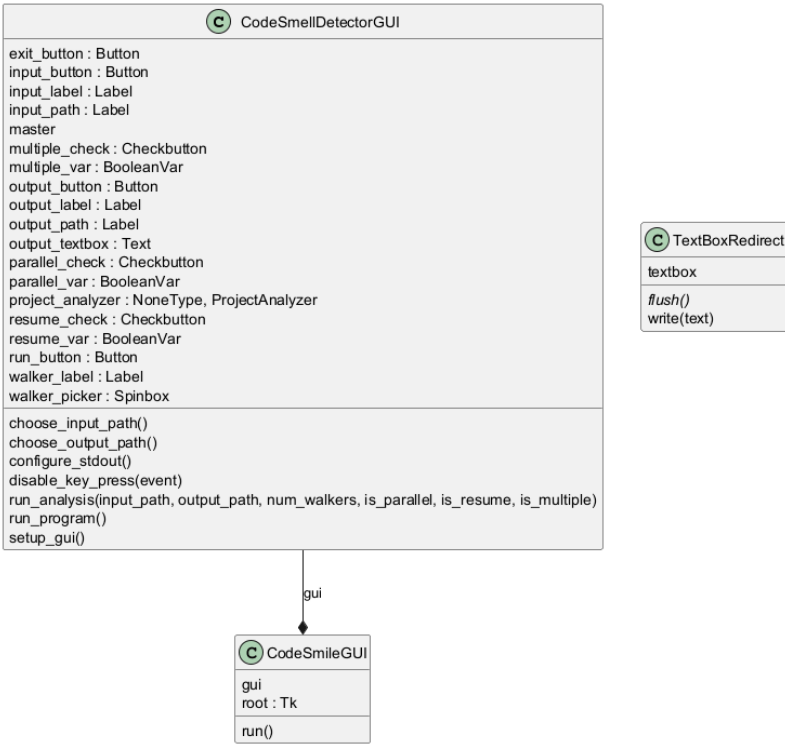 C CodeSmellDetectorGUI
exit_button : Button
input_button : Button
input_label : Label
input_path : Label
master
multiple_check : Checkbutton
multiple_var : BooleanVar
output_button : Button
output_label : Label
output_path : Label
output_textbox : Text
parallel_check : Checkbutton
parallel_var : BooleanVar
project_analyzer : NoneType, ProjectAnalyzer
resume_check : Checkbutton
resume_var : BooleanVar
run_button : Button
walker_label : Label
walker_picker : Spinbox
choose_input_path()
choose_output_path()
configure_stdout()
disable_key_press(event)
run_analysis(input_path, output_path, num_walkers, is_parallel, is_resume, is_multiple)
run_program()
setup_gui()
C TextBoxRedirect
textbox
flush()
write(text)
gui
C CodeSmileGUI
gui
root : Tk
run()